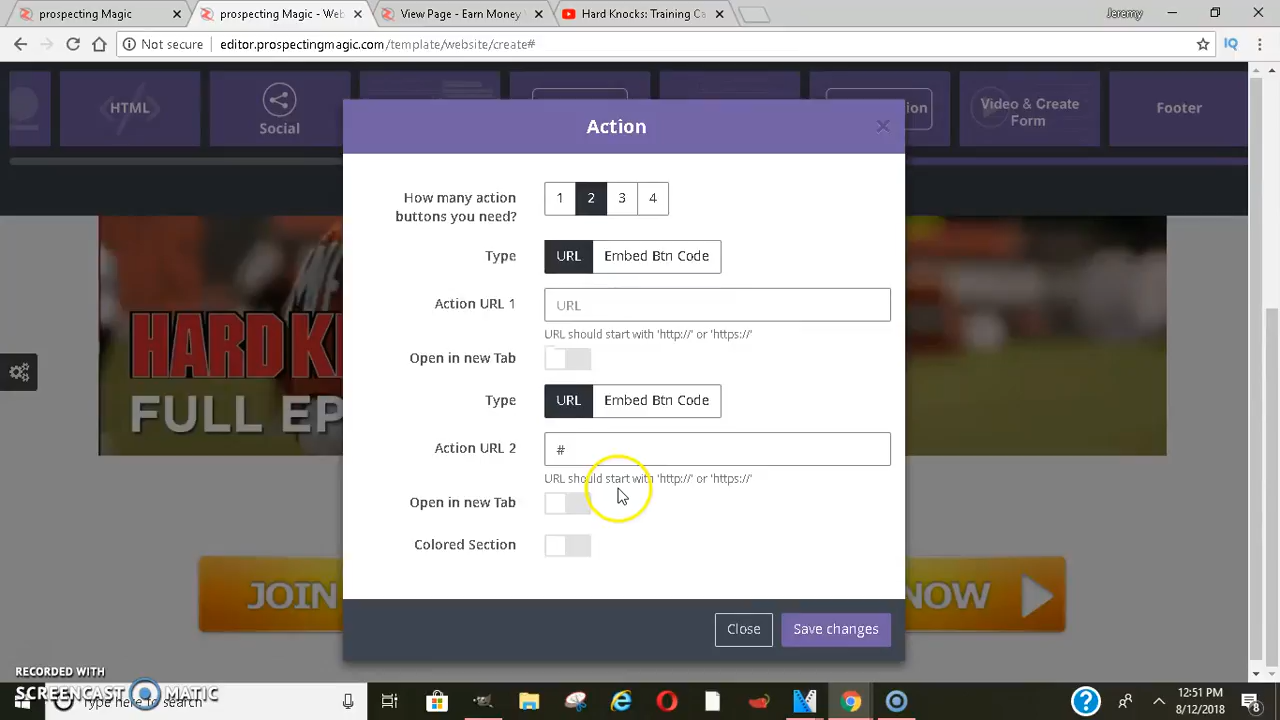 prospecting Magic
prospecting Magic - Web
View Page - Earn Money
Hard Knocks: Training Ca
Jeremy
Not secure
editor.prospectingmagic.com/template/website/create#
HTML
Social
Video & Create
Form
Footer
Action
How many action
buttons you need?
1 2 3 4
Type
URL Embed Btn Code
Action URL 1
URL
URL should start with 'http://' or 'https://'
Open in new Tab
Type
URL Embed Btn Code
Action URL 2
#
URL should start with 'http://' or 'https://'
Open in new Tab
Colored Section
HARD
FULL EP
JOIN
NOW
Close
Save changes
RECORDED WITH
SCREENCAST MATIC
Type here to search
12:51 PM
8/12/2018
8